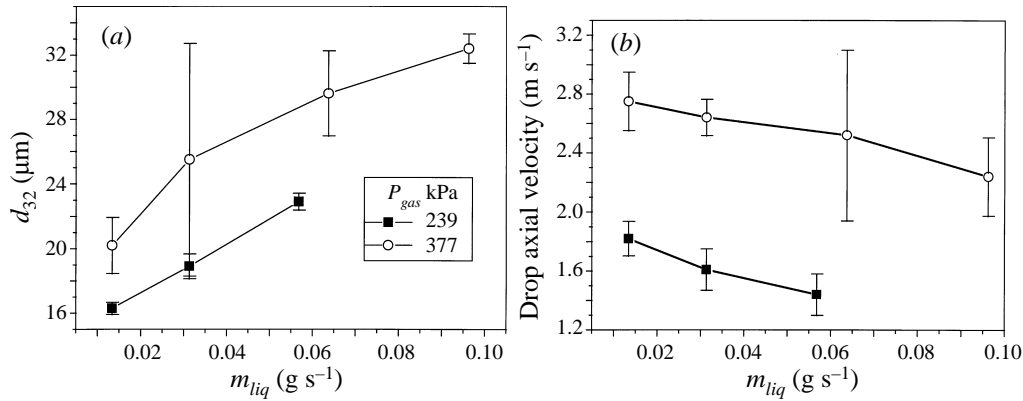 (a)
32
28
24
20
16
d32 (μm)
Pgas kPa
239
377
0.02 0.04 0.06 0.08 0.10
mliq (g s−1)
(b)
3.2
2.8
2.4
2.0
1.6
1.2
Drop axial velocity (m s−1)
0.02 0.04 0.06 0.08 0.10
mliq (g s−1)